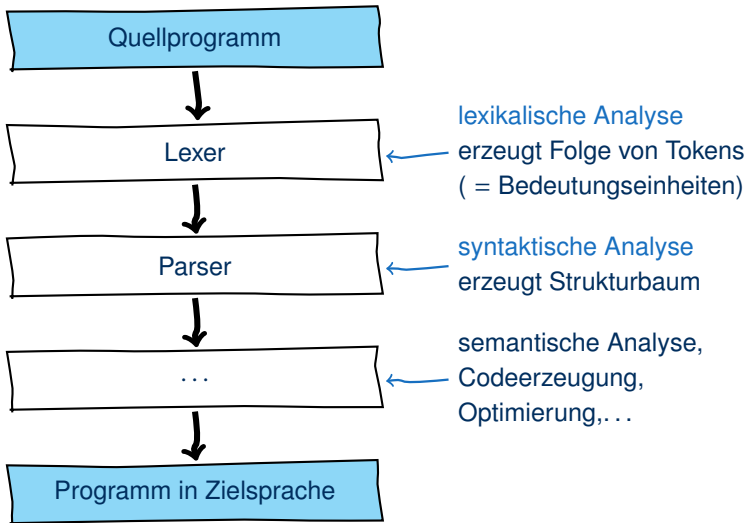 Quellprogramm
Lexer
lexikalische Analyse
erzeugt Folge von Tokens
( = Bedeutungseinheiten)
Parser
syntaktische Analyse
erzeugt Strukturbaum
...
semantische Analyse,
Codeerzeugung,
Optimierung,...
Programm in Zielsprache